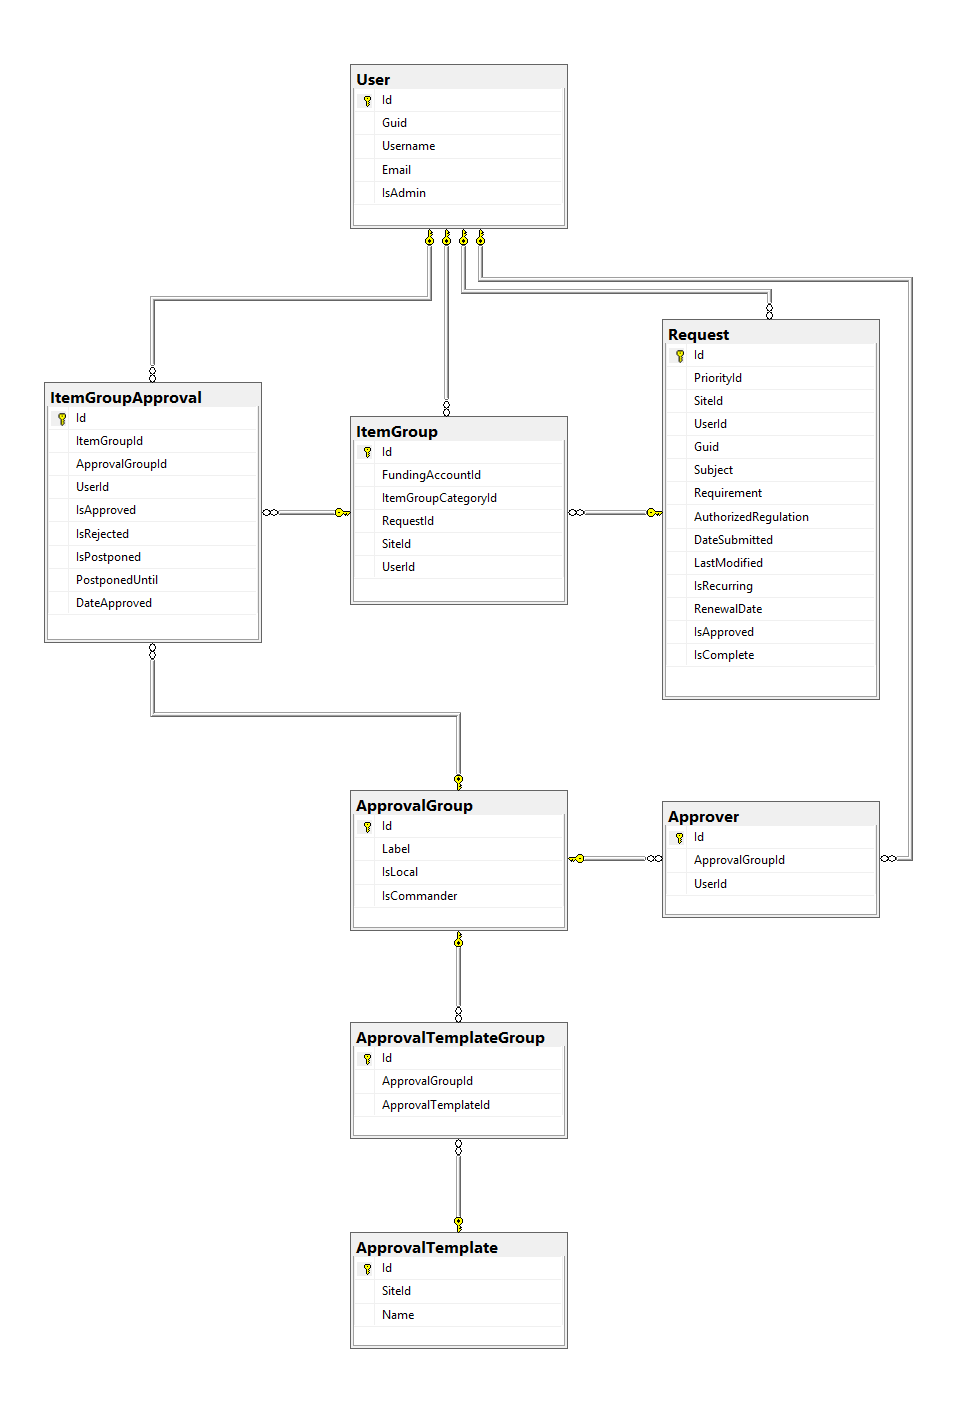 User
Id
Guid
Username
Email
IsAdmin
Request
Id
PriorityId
SiteId
UserId
Guid
Subject
Requirement
AuthorizedRegulation
DateSubmitted
LastModified
IsRecurring
RenewalDate
IsApproved
IsComplete
ItemGroupApproval
Id
ItemGroupId
ApprovalGroupId
UserId
IsApproved
IsRejected
IsPostponed
PostponedUntil
DateApproved
ItemGroup
Id
FundingAccountId
ItemGroupCategoryId
RequestId
SiteId
UserId
ApprovalGroup
Id
Label
IsLocal
IsCommander
Approver
Id
ApprovalGroupId
UserId
ApprovalTemplateGroup
Id
ApprovalGroupId
ApprovalTemplateId
ApprovalTemplate
Id
SiteId
Name